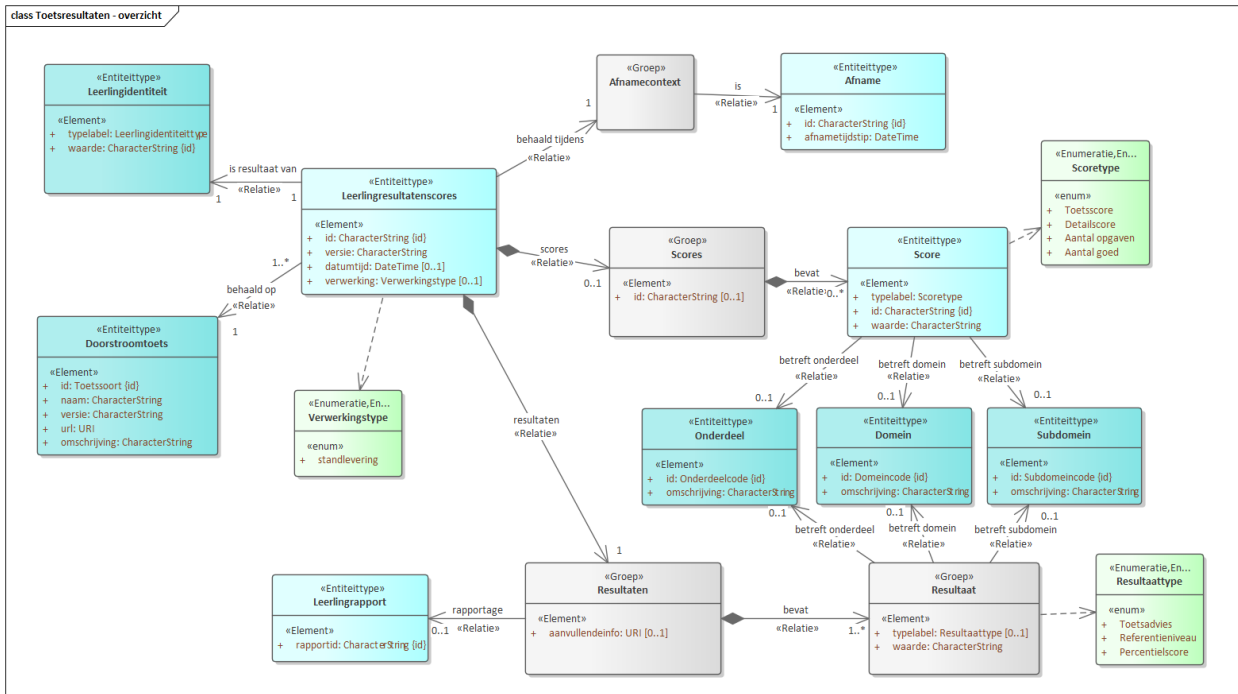 class Toetsresultaten - overzicht
«Entiteittype»
Leerlingidentiteit
«Element»
+ typelabel: Leerlingidentiteittype
+ waarde: CharacterString {id}
«Groep»
Afnamecontext
is
«Relatie»
1
«Entiteittype»
Afname
«Element»
+ id: CharacterString {id}
+ afnametijdstip: DateTime
1
behaald tijdens
«Relatie»
is resultaat van
«Relatie»
1
1
«Entiteittype»
Leerlingresultatenscores
«Element»
+ id: CharacterString {id}
+ versie: CharacterString
+ datumtijd: DateTime [0..1]
+ verwerking: Verwerkingstype [0..1]
«Enumeratie,En...
Scoretype
«enum»
+ Toetsscore
+ Detailscore
+ Aantal opgaven
+ Aantal goed
scores
«Relatie»
0..1
«Groep»
Scores
«Element»
+ id: CharacterString [0..1]
bevat
«Relatie»
0..*
«Entiteittype»
Score
«Element»
+ typelabel: Scoretype
+ id: CharacterString {id}
+ waarde: CharacterString
1..*
behaald op
«Relatie»
1
«Entiteittype»
Doorstroomtoets
«Element»
+ id: Toetssoort {id}
+ naam: CharacterString
+ versie: CharacterString
+ url: URI
+ omschrijving: CharacterString
«Enumeratie,En...
Verwerkingstype
«enum»
+ standlevering
betreft onderdeel
«Relatie»
0..1
betreft domein
«Relatie»
0..1
betreft subdomein
«Relatie»
0..1
«Entiteittype»
Onderdeel
«Element»
+ id: Onderdeelcode {id}
+ omschrijving: CharacterString
«Entiteittype»
Domein
«Element»
+ id: Domeincode {id}
+ omschrijving: CharacterString
«Entiteittype»
Subdomein
«Element»
+ id: Subdomeincode {id}
+ omschrijving: CharacterString
resultaten
«Relatie»
1
0..1
betreft onderdeel
«Relatie»
0..1
betreft domein
«Relatie»
0..1
betreft subdomein
«Relatie»
«Entiteittype»
Leerlingrapport
«Element»
+ rapportid: CharacterString {id}
rapportage
«Relatie»
0..1
«Groep»
Resultaten
«Element»
+ aanvullendeinfo: URI [0..1]
bevat
«Relatie»
1..*
«Groep»
Resultaat
«Element»
+ typelabel: Resultaattype [0..1]
+ waarde: CharacterString
«Enumeratie,En...
Resultaattype
«enum»
+ Toetsadvies
+ Referentieniveau
+ Percentielscore